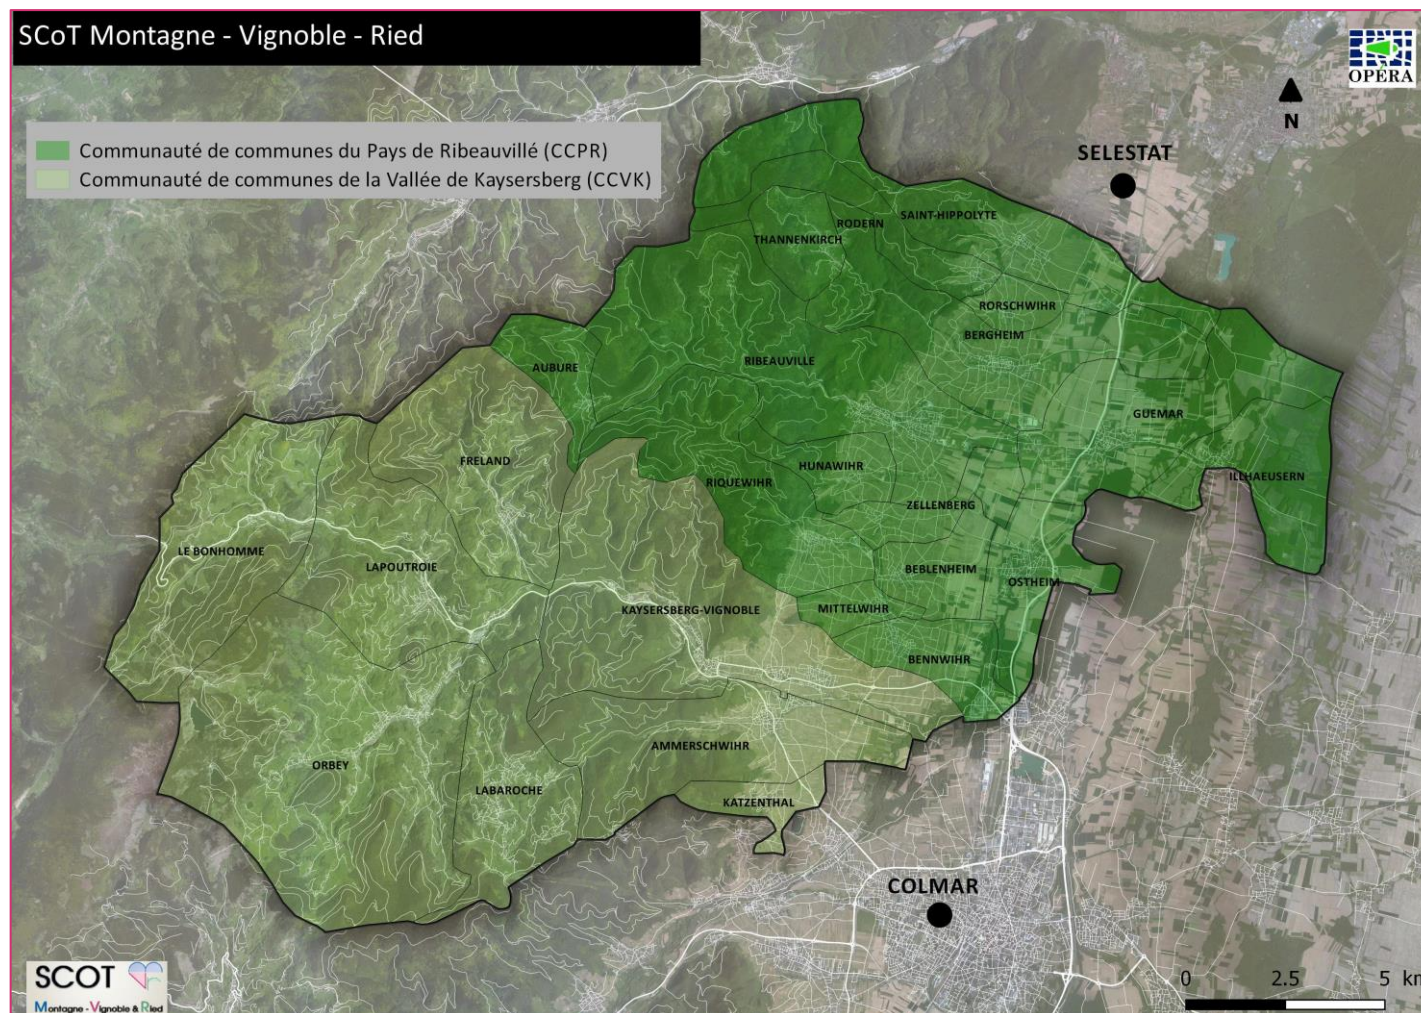 SCoT Montagne - Vignoble - Ried
OPÉRA
N
Communauté de communes du Pays de Ribeauvillé (CCPR)
Communauté de communes de la Vallée de Kaysersberg (CCVK)
SELESTAT
SAINT-HIPPOLYTE
RODERN
THANNENKIRCH
RORSCHWIHR
BERGHEIM
RIBEAUVILLE
AUBURE
GUEMAR
FRELAND
HUNAWIHR
RIQUEWIHR
ILLHAEUSERN
ZELLENBERG
LE BONHOMME
LAPOUTROIE
BEBLENHEIM
OSTHEIM
KAYSERSBERG-VIGNOBLE
MITTELWIHR
BENNWIHR
AMMERSCHWIHR
ORBEY
LABAROCHE
KATZENTHAL
COLMAR
SCOT
Montagne - Vignoble & Ried
0 2.5 5 km